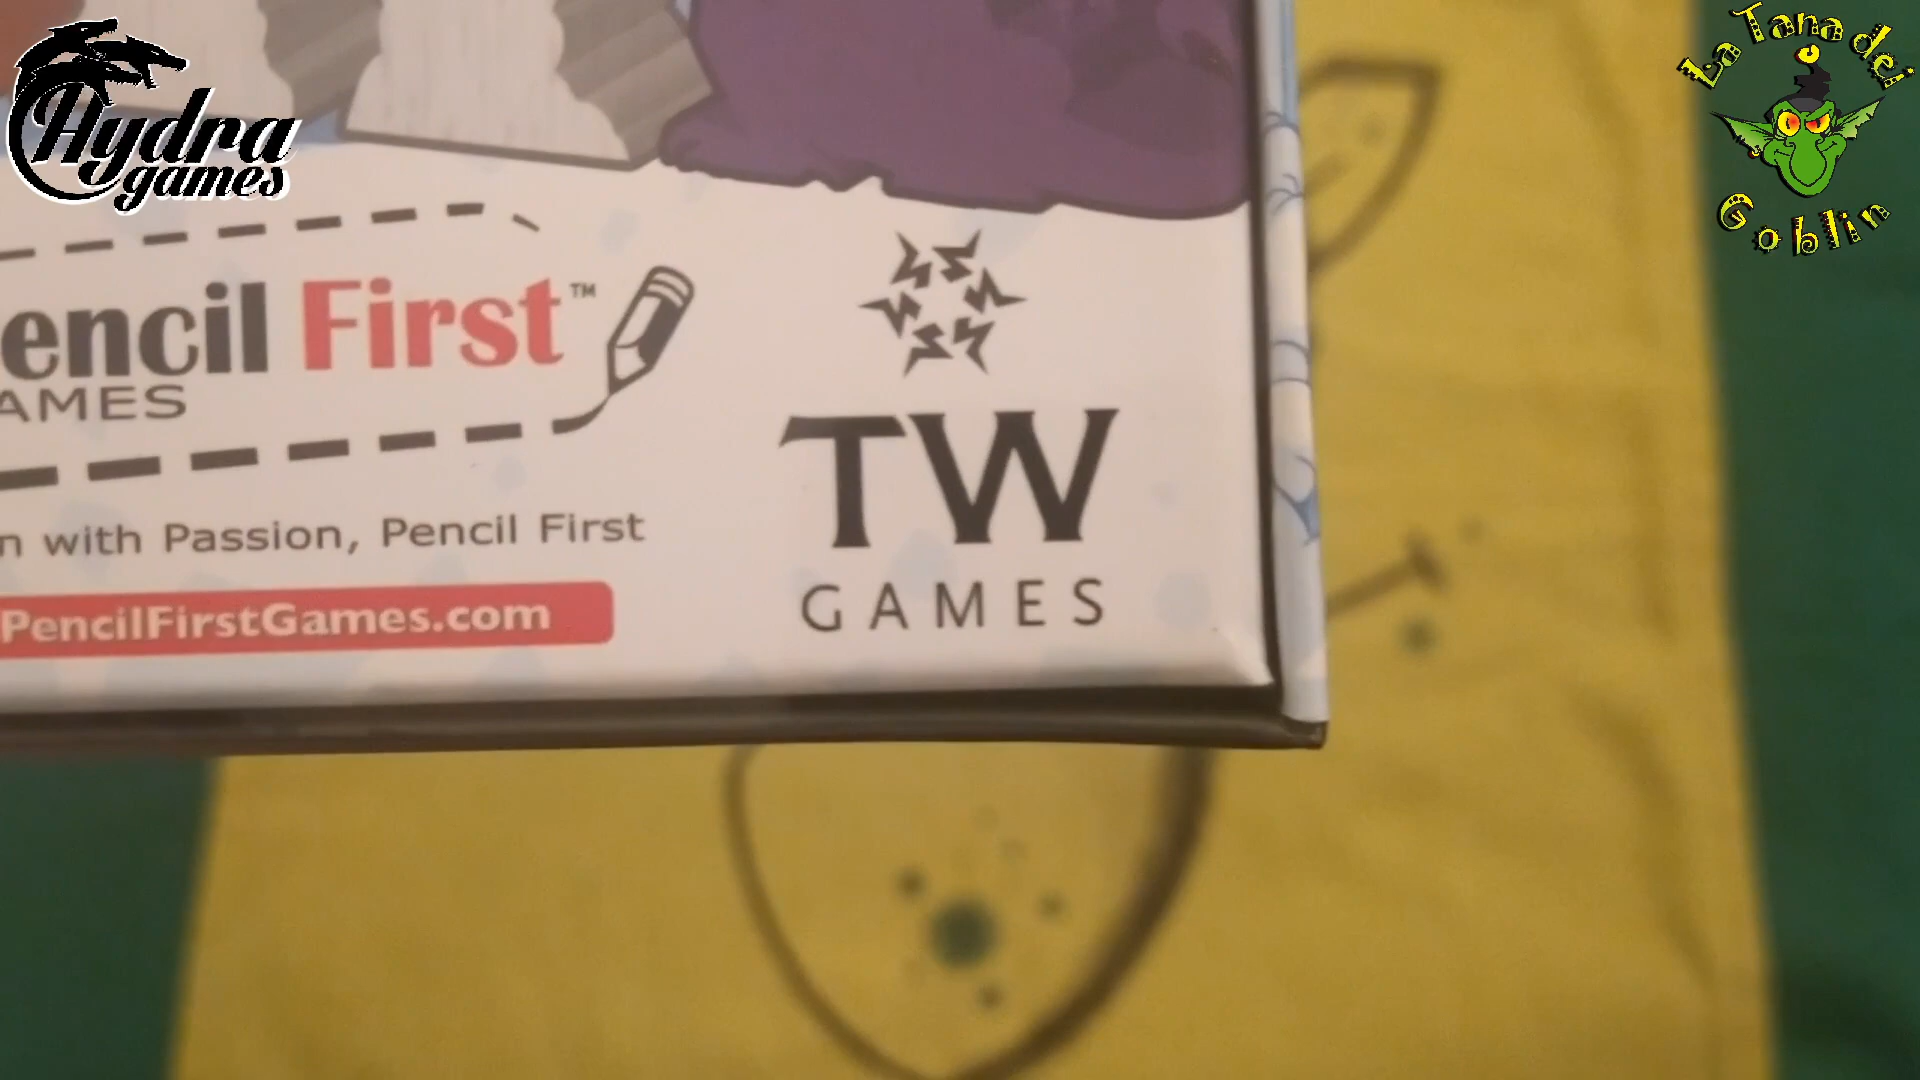 Hydra
games
La Tana dei
Goblin
encil First™
AMES
n with Passion, Pencil First
PencilFirstGames.com
TW
GAMES